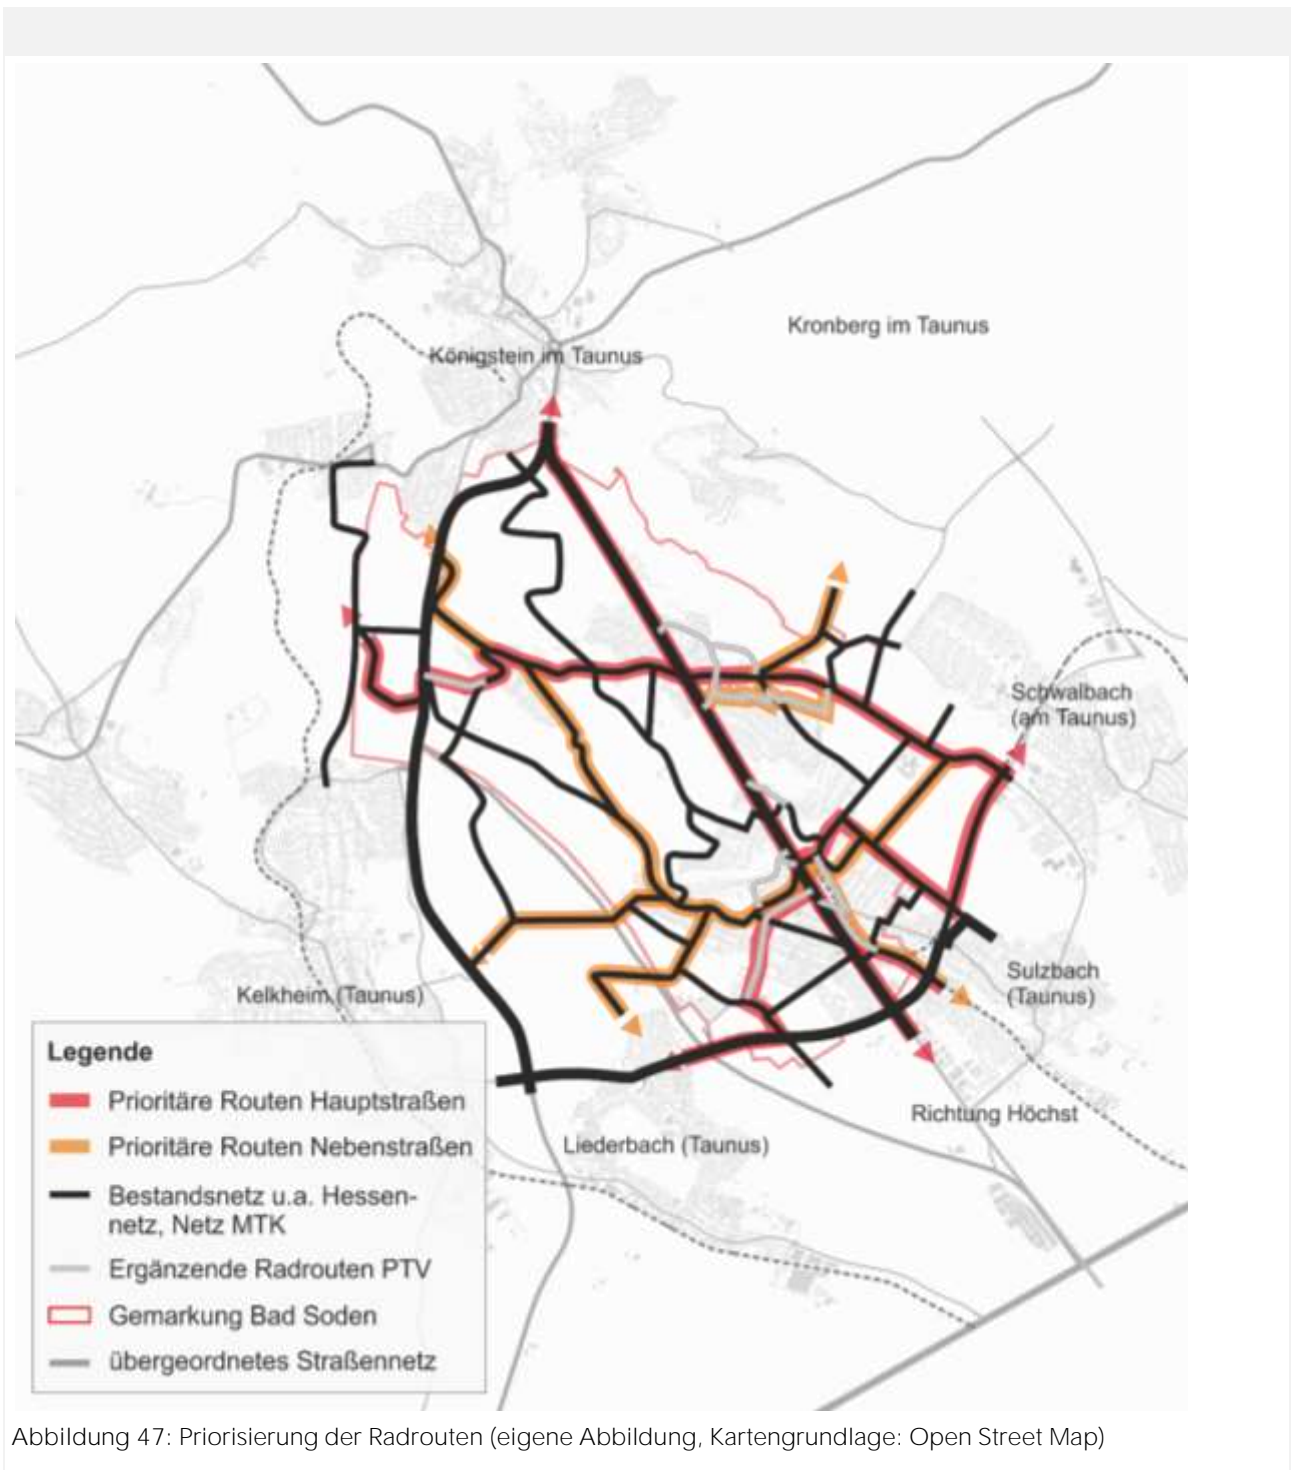 Kronberg im Taunus
Königstein im Taunus
Schwalbach
(am Taunus)
Sulzbach
(Taunus)
Kelkheim (Taunus)
Legende
Prioritäre Routen Hauptstraßen
Prioritäre Routen Nebenstraßen
Bestandsnetz u.a. Hessen-
netz, Netz MTK
Ergänzende Radrouten PTV
Gemarkung Bad Soden
übergeordnetes Straßennetz
Richtung Höchst
Liederbach (Taunus)
Abbildung 47: Priorisierung der Radrouten (eigene Abbildung, Kartengrundlage: Open Street Map)